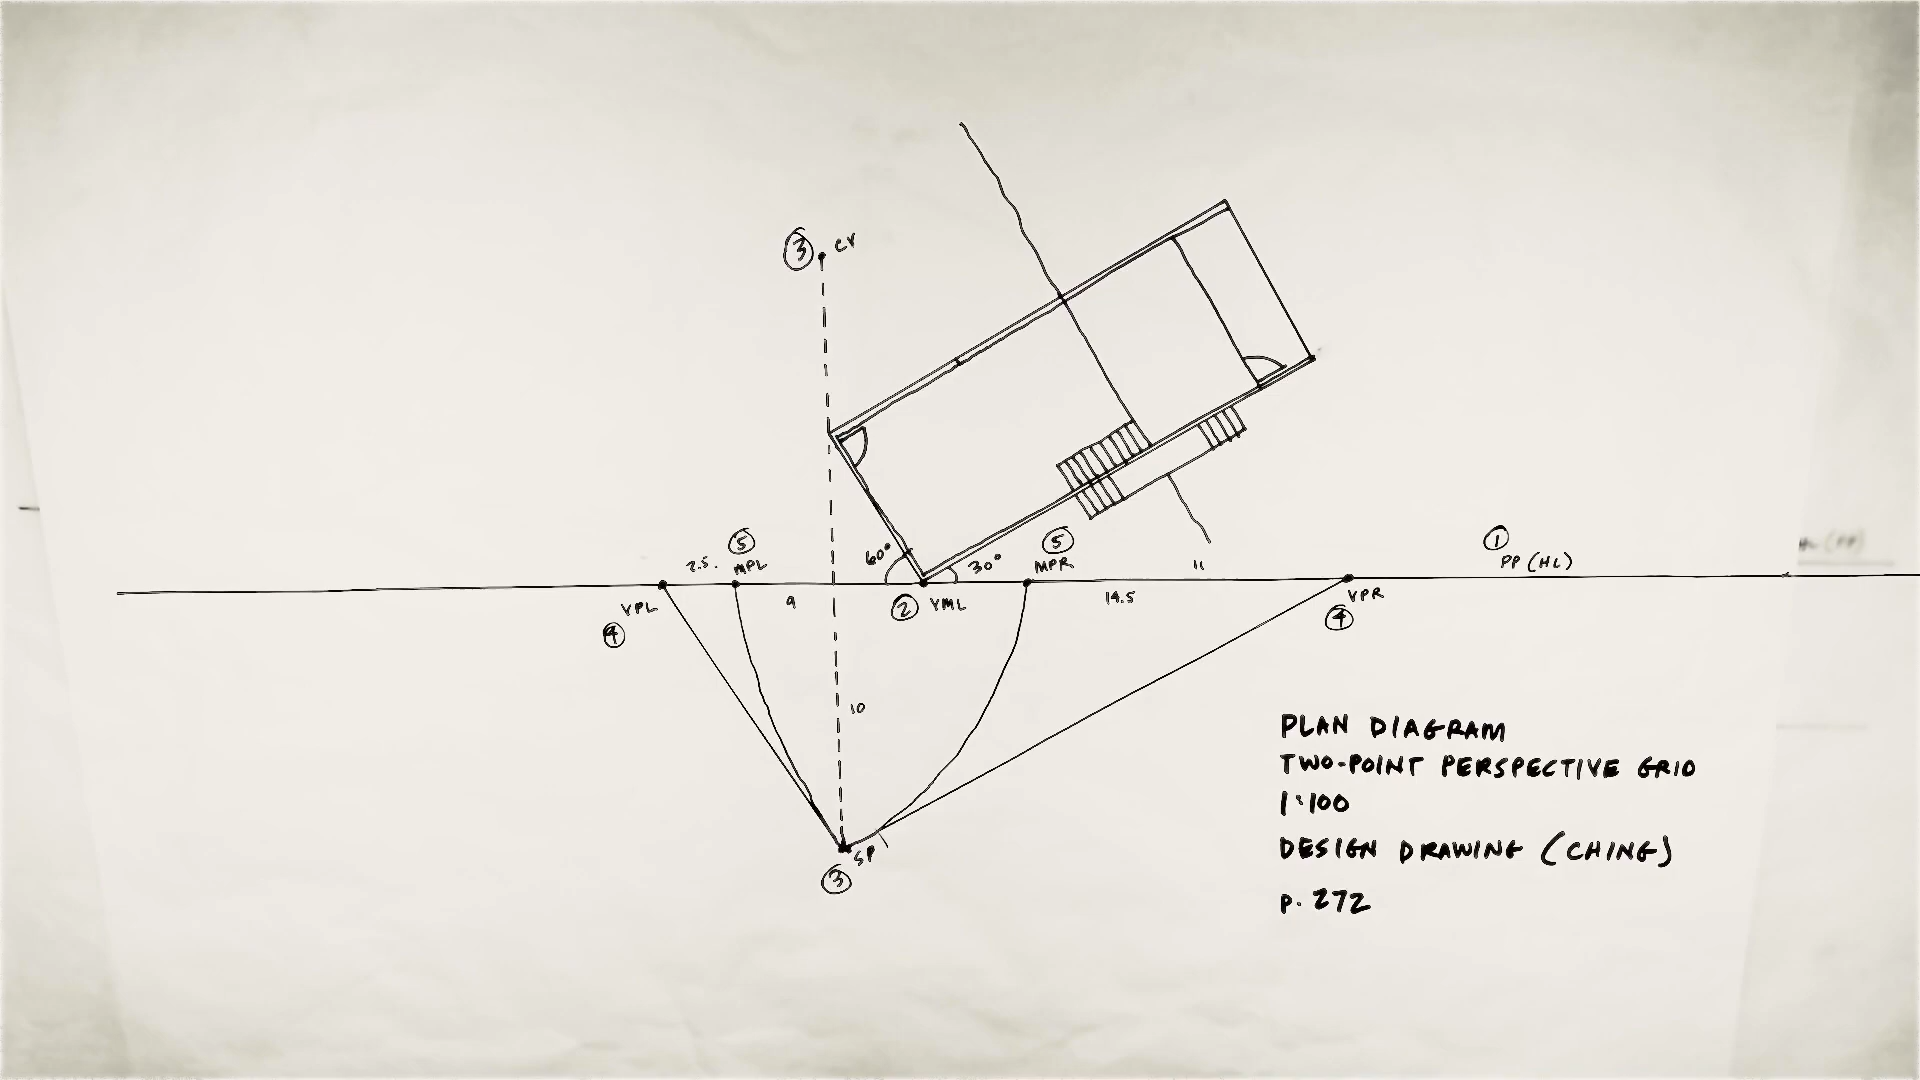 3 CV
60°
30°
2.5.
5
MPL
5
MPR
11
1
PP (HL)
VPL
4
9
2 VML
14.5
VPR
4
10
SP
3
PLAN DIAGRAM
TWO-POINT PERSPECTIVE GRID
1:100
DESIGN DRAWING (CHING)
p. 272